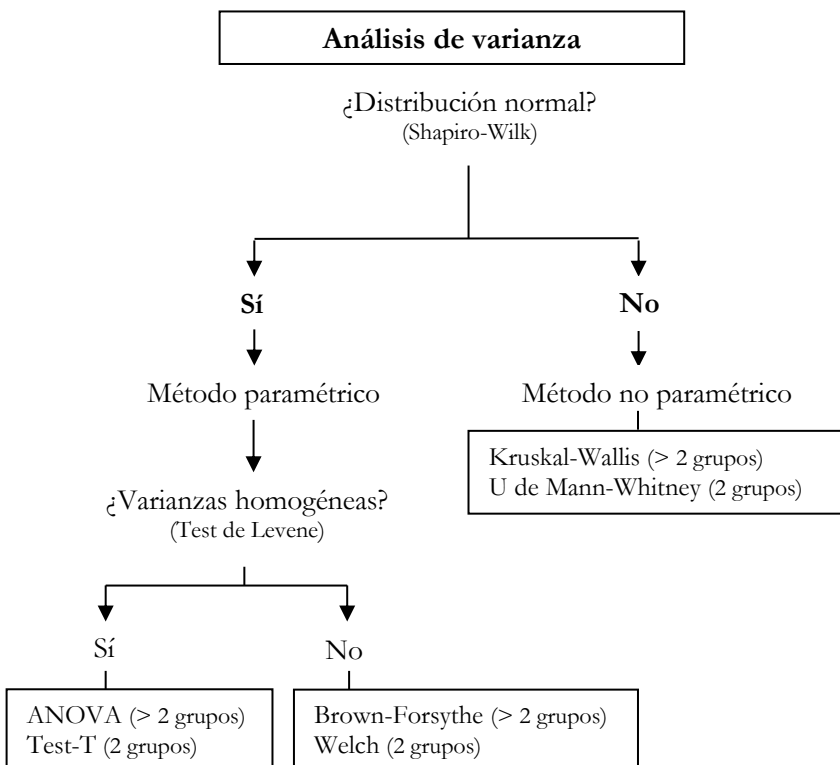 Análisis de varianza
¿Distribución normal?
(Shapiro-Wilk)
Sí
No
Método paramétrico
Método no paramétrico
Kruskal-Wallis (> 2 grupos)
U de Mann-Whitney (2 grupos)
¿Varianzas homogéneas?
(Test de Levene)
Sí
No
ANOVA (> 2 grupos)
Test-T (2 grupos)
Brown-Forsythe (> 2 grupos)
Welch (2 grupos)